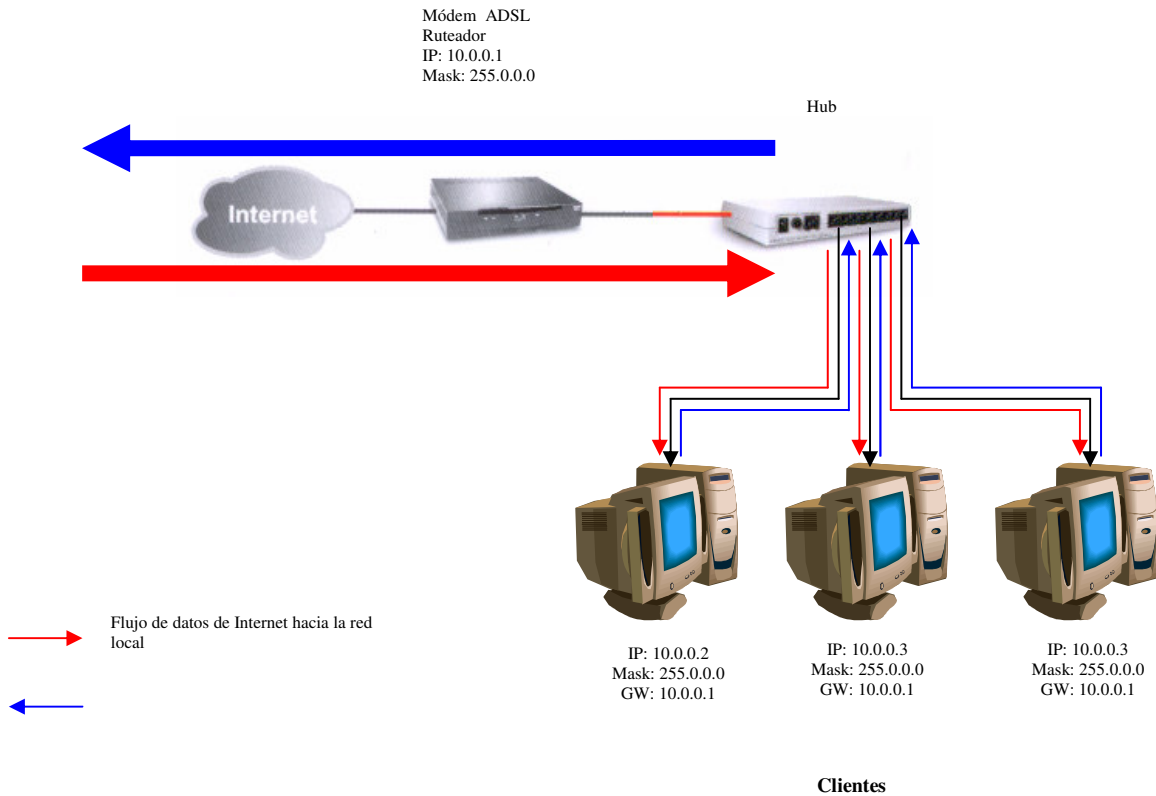 Módem ADSL
Ruteador
IP: 10.0.0.1
Mask: 255.0.0.0
Hub
Internet
Flujo de datos de Internet hacia la red
local
IP: 10.0.0.2
Mask: 255.0.0.0
GW: 10.0.0.1
IP: 10.0.0.3
Mask: 255.0.0.0
GW: 10.0.0.1
IP: 10.0.0.3
Mask: 255.0.0.0
GW: 10.0.0.1
Clientes